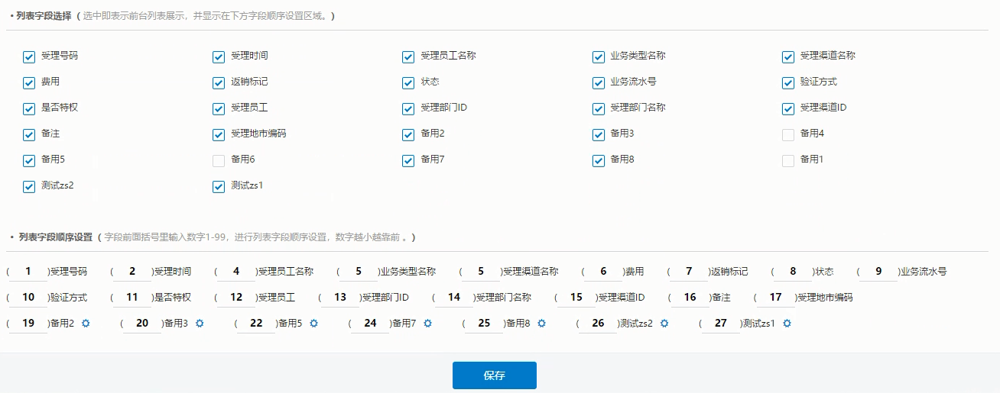 • 列表字段选择 （ 选中即表示前台列表展示，并显示在下方字段顺序设置区域。）
受理号码 受理时间 受理员工名称 业务类型名称 受理渠道名称
费用 返销标记 状态 业务流水号 验证方式
是否特权 受理员工 受理部门ID 受理部门名称 受理渠道ID
备注 受理地市编码 备用2 备用3 备用4
备用5 备用6 备用7 备用8 备用1
测试zs2 测试zs1
• 列表字段顺序设置 （ 字段前面括号里输入数字1-99，进行列表字段顺序设置，数字越小越靠前 。）
( 1 )受理号码 ( 2 )受理时间 ( 4 )受理员工名称 ( 5 )业务类型名称 ( 5 )受理渠道名称 ( 6 )费用 ( 7 )返销标记 ( 8 )状态 ( 9 )业务流水号
( 10 )验证方式 ( 11 )是否特权 ( 12 )受理员工 ( 13 )受理部门ID ( 14 )受理部门名称 ( 15 )受理渠道ID ( 16 )备注 ( 17 )受理地市编码
( 19 )备用2 ( 20 )备用3 ( 22 )备用5 ( 24 )备用7 ( 25 )备用8 ( 26 )测试zs2 ( 27 )测试zs1
保存